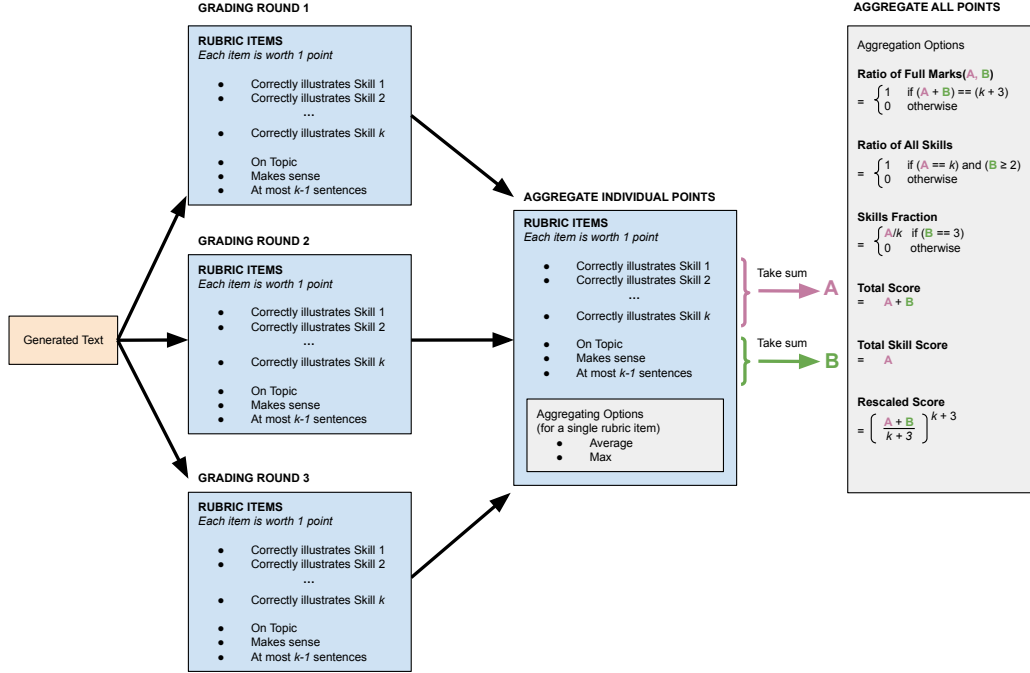 GRADING ROUND 1
RUBRIC ITEMS
Each item is worth 1 point
● Correctly illustrates Skill 1
● Correctly illustrates Skill 2
...
● Correctly illustrates Skill k
● On Topic
● Makes sense
● At most k-1 sentences
GRADING ROUND 2
RUBRIC ITEMS
Each item is worth 1 point
● Correctly illustrates Skill 1
● Correctly illustrates Skill 2
...
● Correctly illustrates Skill k
● On Topic
● Makes sense
● At most k-1 sentences
Generated Text
GRADING ROUND 3
RUBRIC ITEMS
Each item is worth 1 point
● Correctly illustrates Skill 1
● Correctly illustrates Skill 2
...
● Correctly illustrates Skill k
● On Topic
● Makes sense
● At most k-1 sentences
AGGREGATE INDIVIDUAL POINTS
RUBRIC ITEMS
Each item is worth 1 point
● Correctly illustrates Skill 1
● Correctly illustrates Skill 2
...
● Correctly illustrates Skill k
● On Topic
● Makes sense
● At most k-1 sentences
Aggregating Options
(for a single rubric item)
● Average
● Max
Take sum
A
Take sum
B
AGGREGATE ALL POINTS
Aggregation Options
Ratio of Full Marks(A, B)
= { 1 if (A + B) == (k + 3)
0 otherwise
Ratio of All Skills
= { 1 if (A == k) and (B ≥ 2)
0 otherwise
Skills Fraction
= { A/k if (B == 3)
0 otherwise
Total Score
= A + B
Total Skill Score
= A
Rescaled Score
= ( A + B / k + 3 ) k + 3